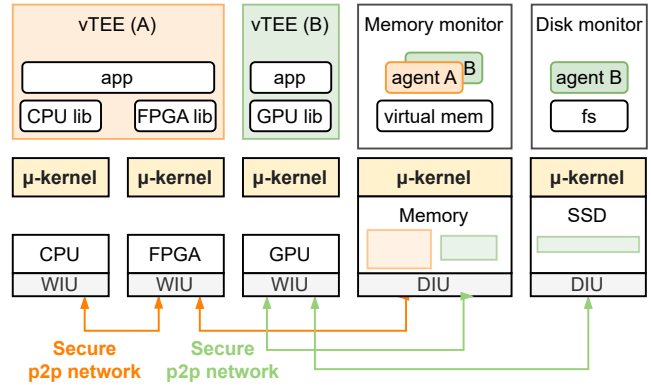 vTEE (A)
vTEE (B)
Memory monitor
Disk monitor
app
app
agent A
B
agent B
CPU lib
FPGA lib
GPU lib
virtual mem
fs
μ-kernel
μ-kernel
μ-kernel
μ-kernel
μ-kernel
Memory
SSD
CPU
FPGA
GPU
WIU
WIU
WIU
DIU
DIU
Secure
p2p network
Secure
p2p network